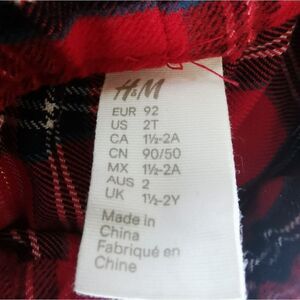 H&M
EUR 92
US 2T
CA 1½-2A
CN 90/50
MX 1½-2A
AUS 2
UK 1½-2Y
Made in
China
Fabriqué en
Chine